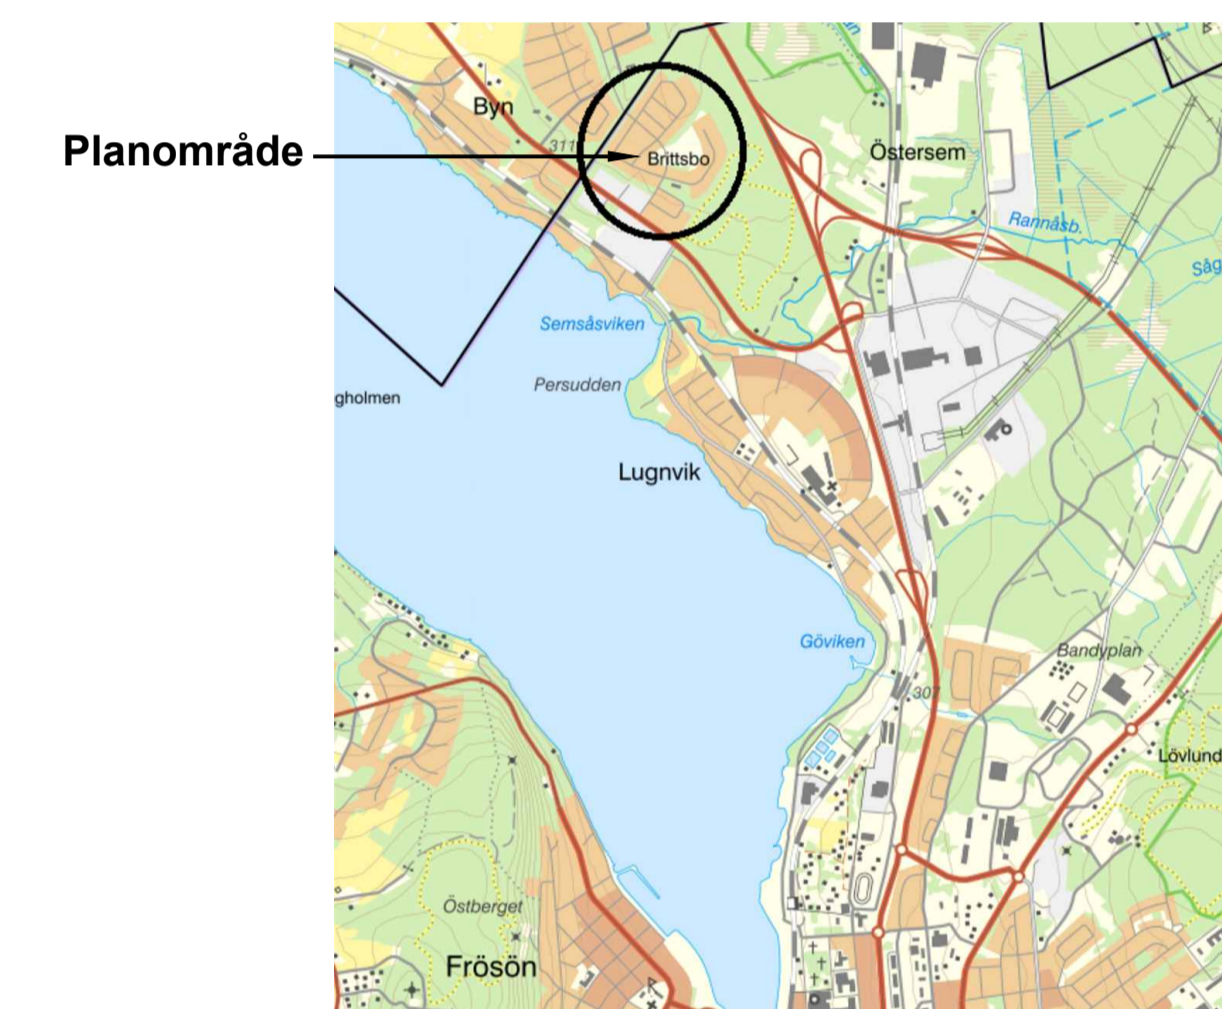 Byn
311
Planområde
Brittsbo
Östersem
Rannåsb.
Såg
Semsåsviken
Persudden
gholmen
Lugnvik
Göviken
Bandyplan
307
Lövlund
Östberget
Frösön